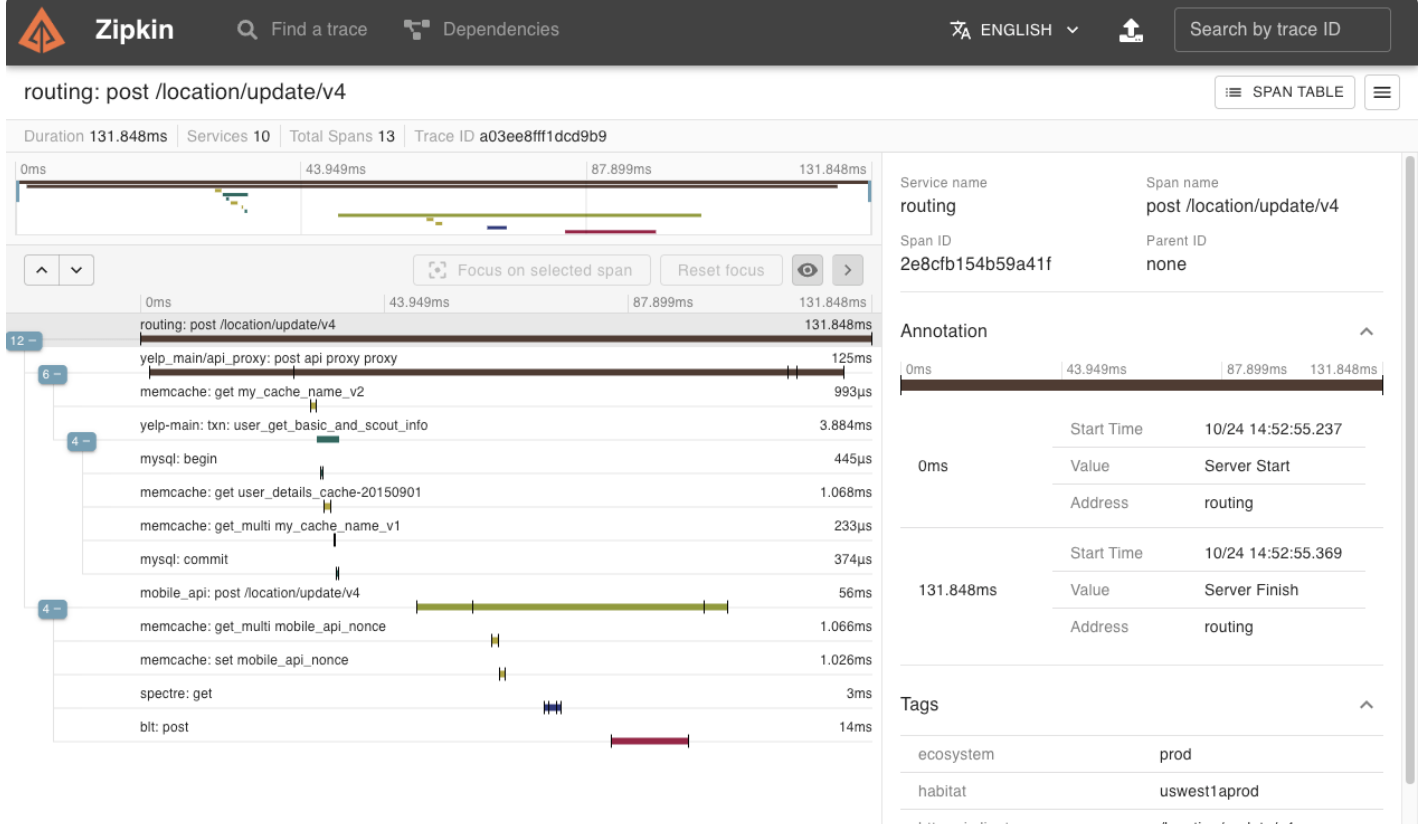 Zipkin
Find a trace
Dependencies
ENGLISH
Search by trace ID
routing: post /location/update/v4
SPAN TABLE
Duration 131.848ms
Services 10
Total Spans 13
Trace ID a03ee8fff1dcd9b9
0ms 43.949ms 87.899ms 131.848ms
Focus on selected span
Reset focus
0ms 43.949ms 87.899ms 131.848ms
routing: post /location/update/v4 131.848ms
12 −
yelp_main/api_proxy: post api proxy proxy 125ms
6 −
memcache: get my_cache_name_v2 993μs
yelp-main: txn: user_get_basic_and_scout_info 3.884ms
4 −
mysql: begin 445μs
memcache: get user_details_cache-20150901 1.068ms
memcache: get_multi my_cache_name_v1 233μs
mysql: commit 374μs
mobile_api: post /location/update/v4 56ms
4 −
memcache: get_multi mobile_api_nonce 1.066ms
memcache: set mobile_api_nonce 1.026ms
spectre: get 3ms
blt: post 14ms
Service name Span name
routing post /location/update/v4
Span ID Parent ID
2e8cfb154b59a41f none
Annotation
0ms 43.949ms 87.899ms 131.848ms
Start Time 10/24 14:52:55.237
0ms Value Server Start
Address routing
Start Time 10/24 14:52:55.369
131.848ms Value Server Finish
Address routing
Tags
ecosystem prod
habitat uswest1aprod